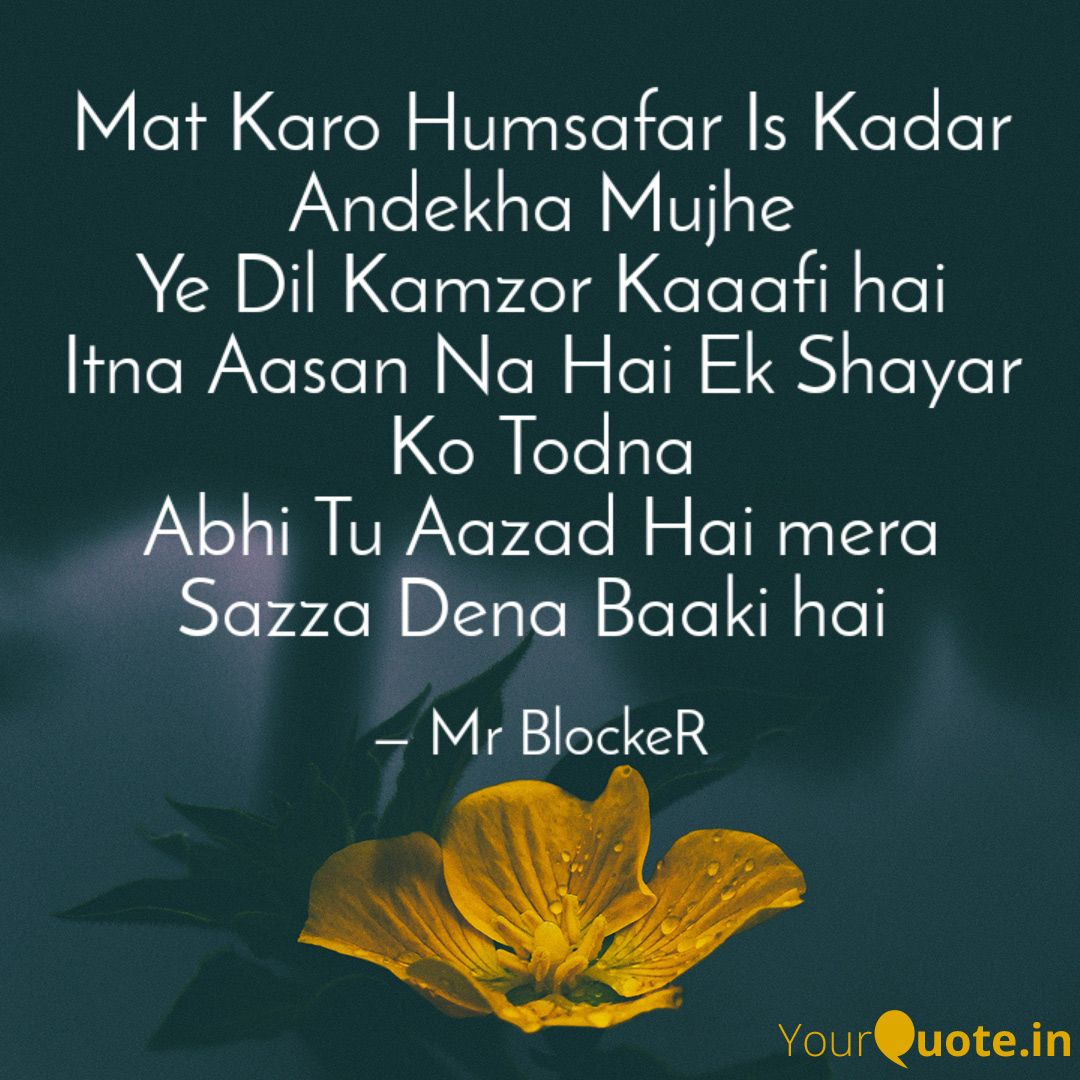 Mat Karo Humsafar Is Kadar
Andekha Mujhe
Ye Dil Kamzor Kaaafi hai
Itna Aasan Na Hai Ek Shayar
Ko Todna
Abhi Tu Aazad Hai mera
Sazza Dena Baaki hai
– Mr BlockeR
YourQuote.in